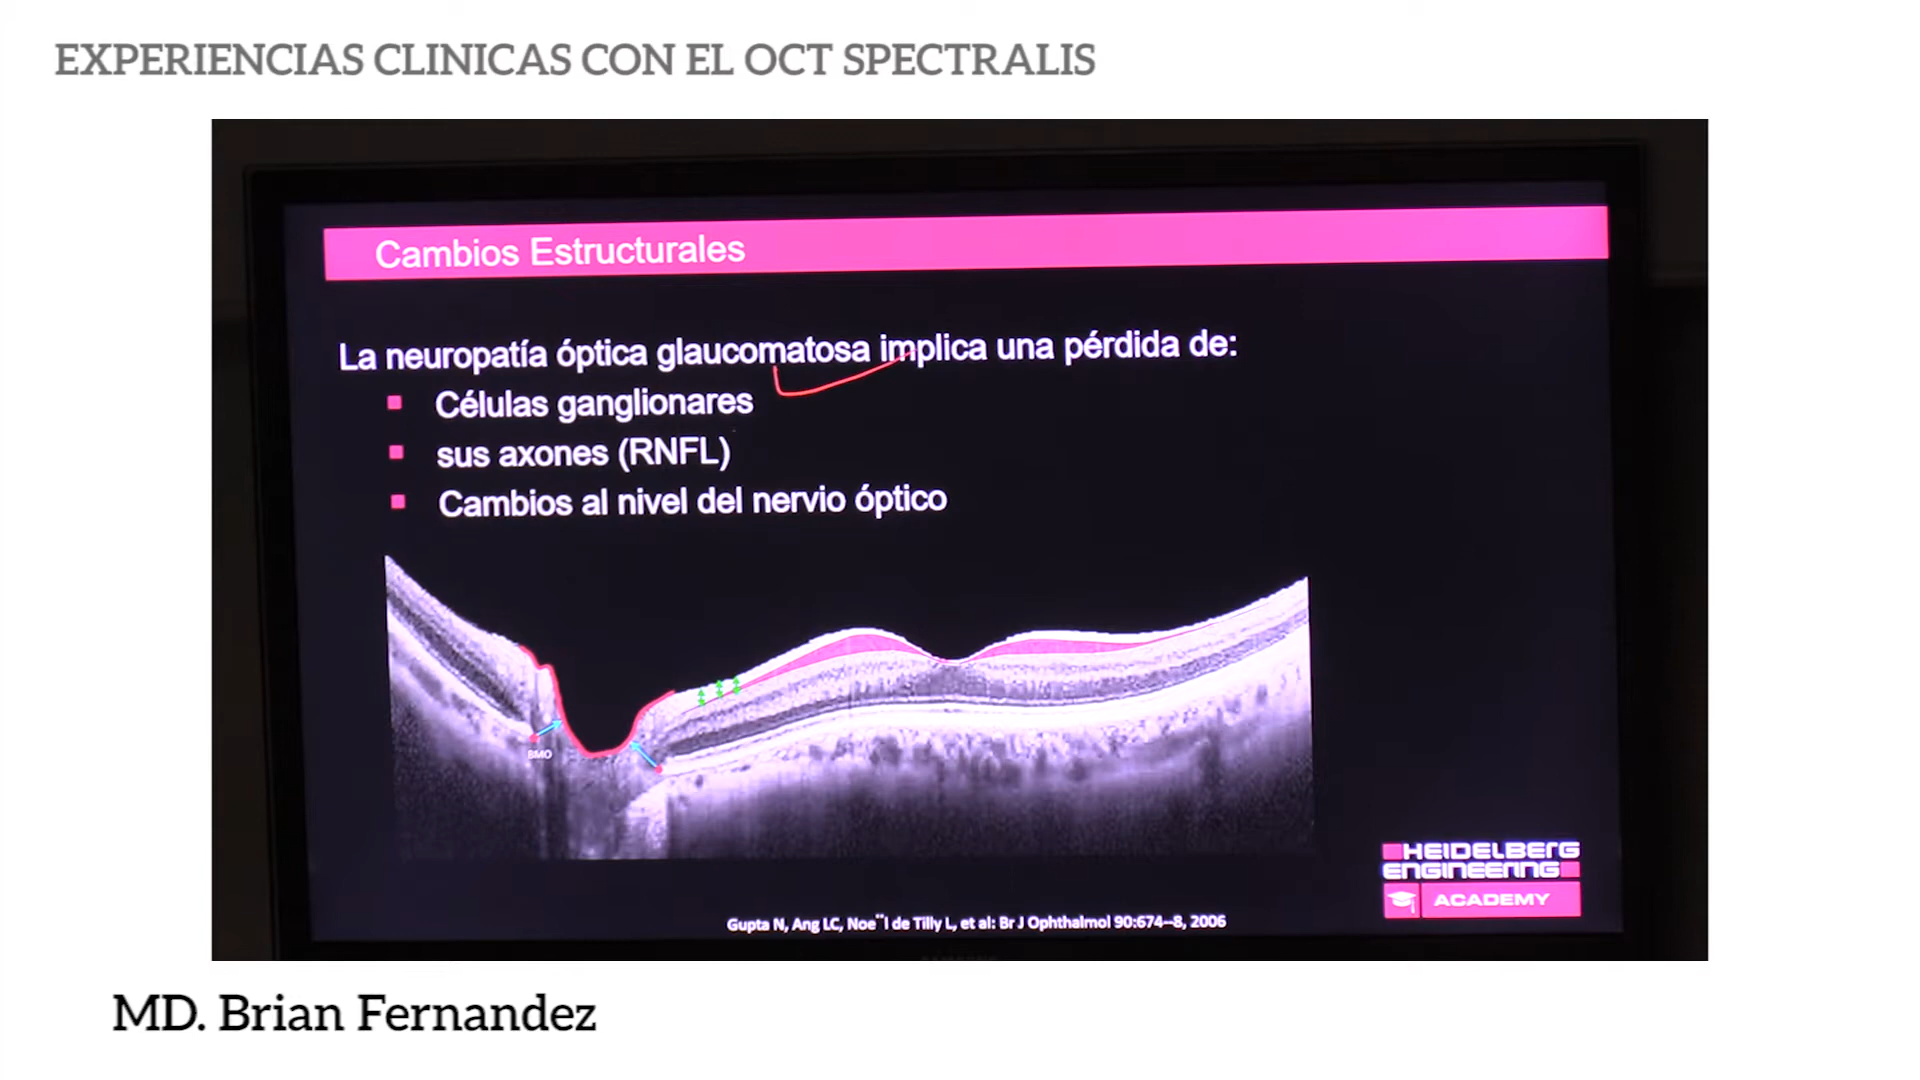 EXPERIENCIAS CLINICAS CON EL OCT SPECTRALIS
Cambios Estructurales
La neuropatía óptica glaucomatosa implica una pérdida de:
Células ganglionares
sus axones (RNFL)
Cambios al nivel del nervio óptico
BMO
HEIDELBERG
ENGINEERING
ACADEMY
Gupta N, Ang LC, Noe¨l de Tilly L, et al: Br J Ophthalmol 90:674--8, 2006
MD. Brian Fernandez